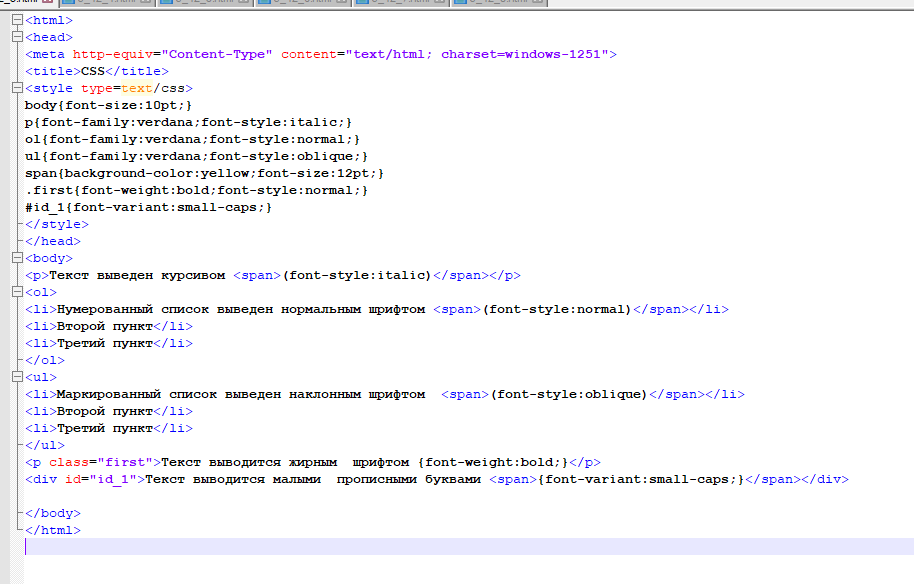 <html>
<head>
<meta http-equiv="Content-Type" content="text/html; charset=windows-1251">
<title>CSS</title>
<style type=text/css>
body{font-size:10pt;}
p{font-family:verdana;font-style:italic;}
ol{font-family:verdana;font-style:normal;}
ul{font-family:verdana;font-style:oblique;}
span{background-color:yellow;font-size:12pt;}
.first{font-weight:bold;font-style:normal;}
#id_1{font-variant:small-caps;}
</style>
</head>
<body>
<p>Текст выведен курсивом <span>(font-style:italic)</span></p>
<ol>
<li>Нумерованный список выведен нормальным шрифтом <span>(font-style:normal)</span></li>
<li>Второй пункт</li>
<li>Третий пункт</li>
</ol>
<ul>
<li>Маркированный список выведен наклонным шрифтом  <span>(font-style:oblique)</span></li>
<li>Второй пункт</li>
<li>Третий пункт</li>
</ul>
<p class="first">Текст выводится жирным  шрифтом {font-weight:bold;}</p>
<div id="id_1">Текст выводится малыми  прописными буквами <span>{font-variant:small-caps;}</span></div>
</body>
</html>